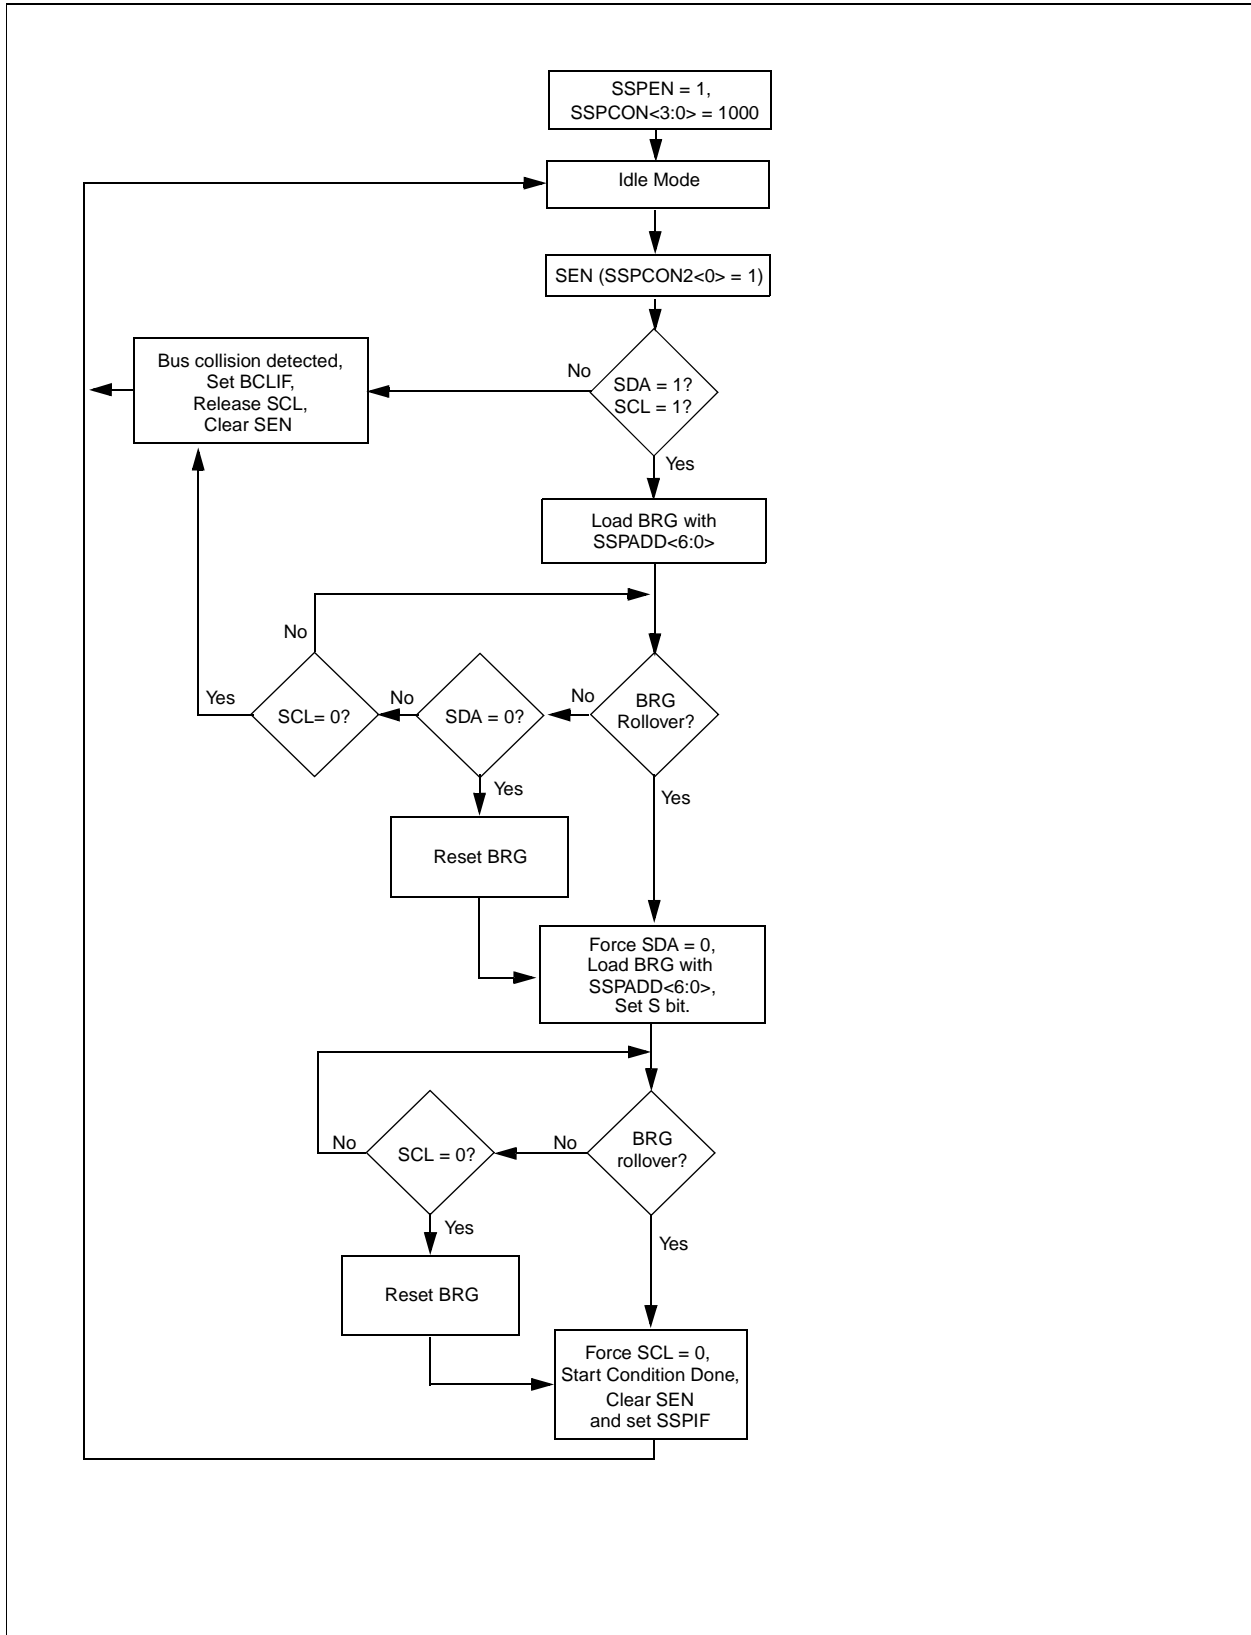 SSPEN = 1,
SSPCON<3:0> = 1000
Idle Mode
SEN (SSPCON2<0> = 1)
Bus collision detected,
Set BCLIF,
Release SCL,
Clear SEN
No
SDA = 1?
SCL = 1?
Yes
Load BRG with
SSPADD<6:0>
No
Yes
SCL= 0?
No
SDA = 0?
No
BRG
Rollover?
Yes
Yes
Reset BRG
Force SDA = 0,
Load BRG with
SSPADD<6:0>,
Set S bit.
No
SCL = 0?
No
BRG
rollover?
Yes
Yes
Reset BRG
Force SCL = 0,
Start Condition Done,
Clear SEN
and set SSPIF